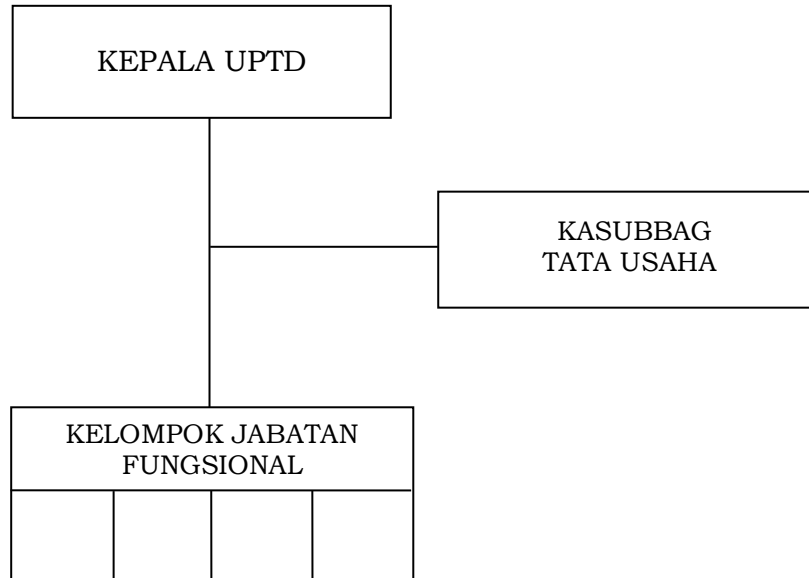 KEPALA UPTD
KASUBBAG
TATA USAHA
KELOMPOK JABATAN
FUNGSIONAL